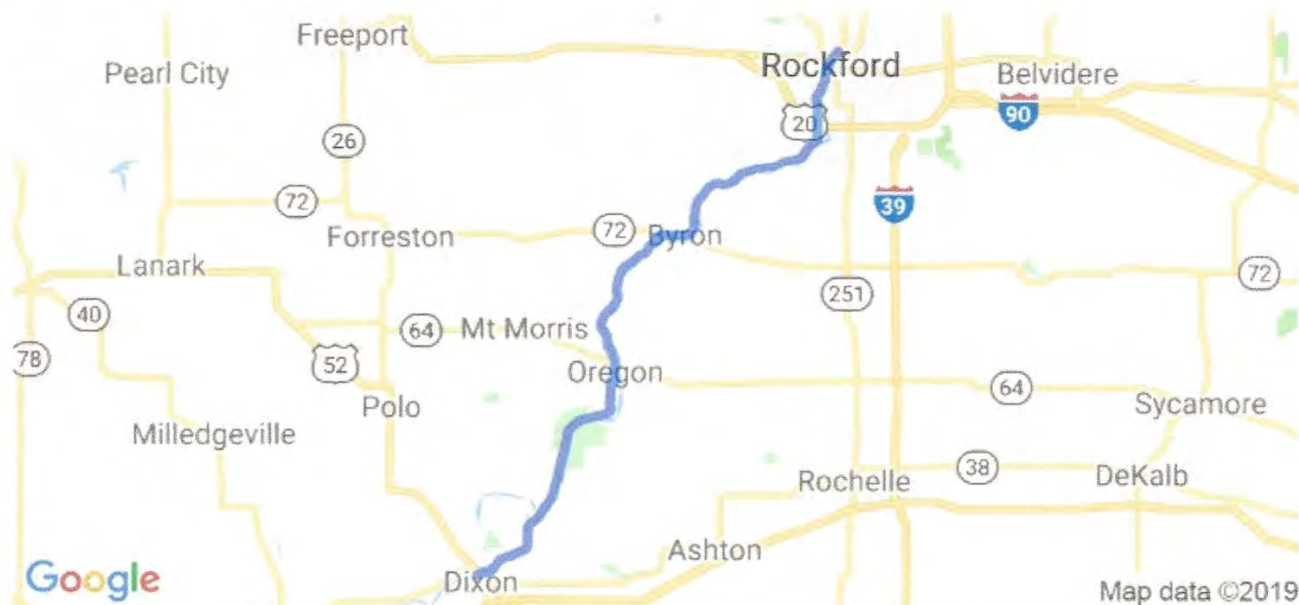 Freeport
Pearl City
Rockford
Belvidere
20
90
26
72
39
Forreston
72
Byron
Lanark
72
40
251
64
Mt Morris
78
52
Oregon
64
Polo
Sycamore
Milledgeville
38
Rochelle
DeKalb
Ashton
Google
Dixon
Map data ©2019